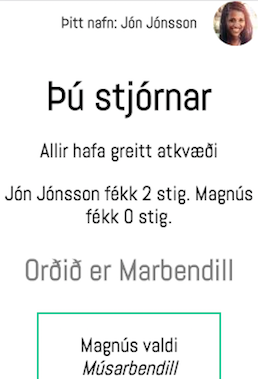 Þitt nafn: Jón Jónsson
Þú stjórnar
Allir hafa greitt atkvæði
Jón Jónsson fékk 2 stig. Magnús
fékk 0 stig.
Orðið er Marbendill
Magnús valdi
Músarbendill